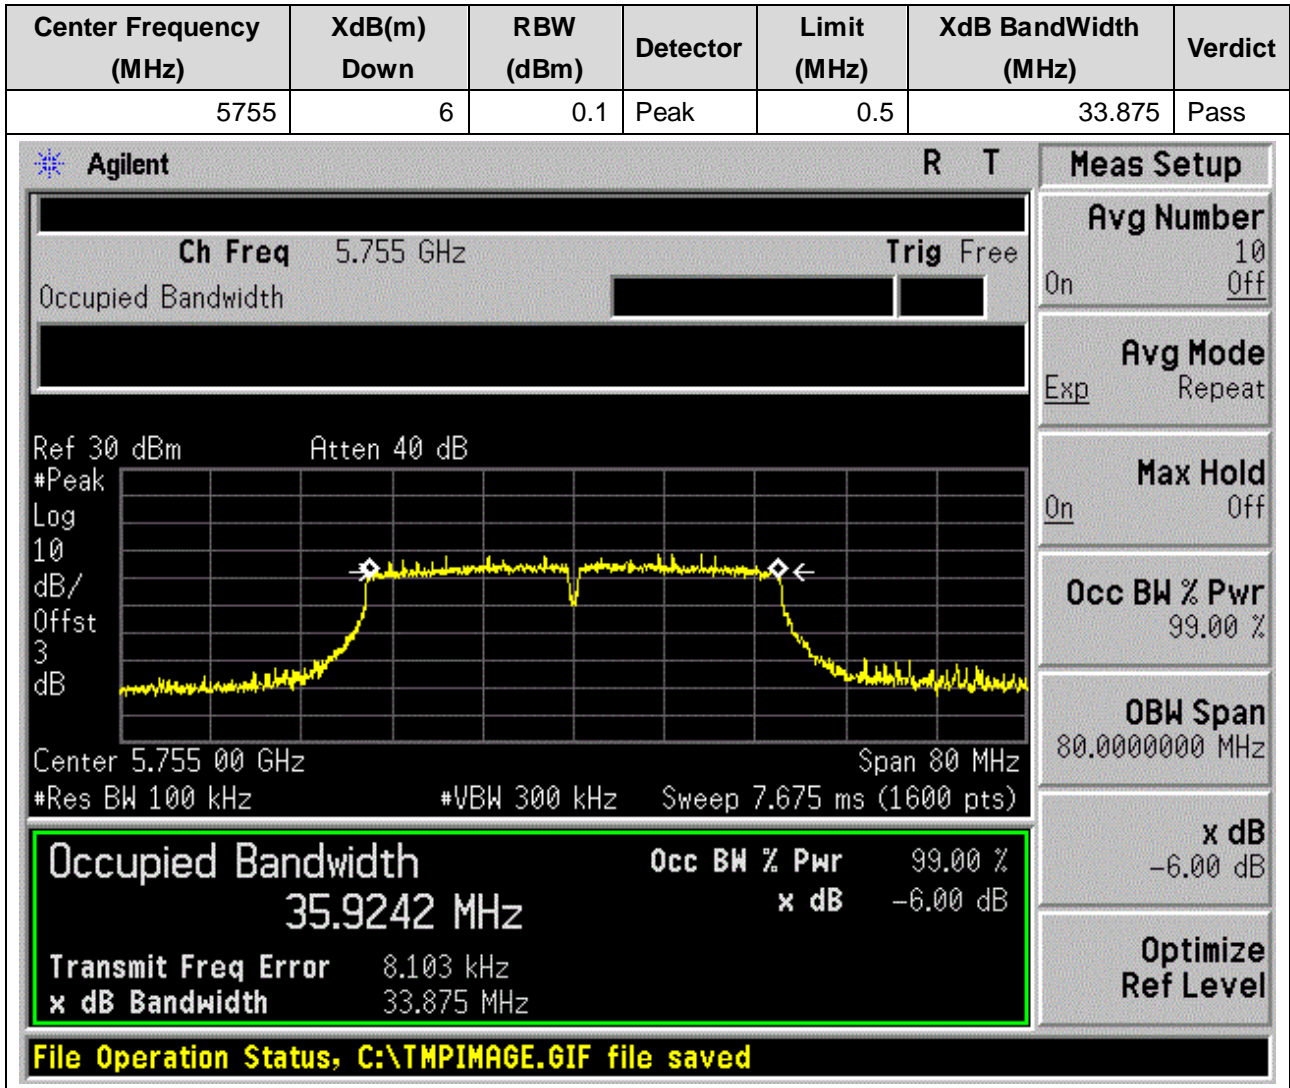 Center Frequency (MHz) XdB(m) Down RBW (dBm) Detector Limit (MHz) XdB BandWidth (MHz) Verdict
5755 6 0.1 Peak 0.5 33.875 Pass
Agilent R T
Ch Freq 5.755 GHz Trig Free
Occupied Bandwidth
Ref 30 dBm Atten 40 dB
#Peak
Log
10
dB/
Offst
3
dB
Center 5.755 00 GHz Span 80 MHz
#Res BW 100 kHz #VBW 300 kHz Sweep 7.675 ms (1600 pts)
Occupied Bandwidth Occ BW % Pwr 99.00 %
35.9242 MHz x dB -6.00 dB
Transmit Freq Error 8.103 kHz
x dB Bandwidth 33.875 MHz
File Operation Status, C:\TMPIMAGE.GIF file saved
Meas Setup
Avg Number
10
On Off
Avg Mode
Exp Repeat
Max Hold
On Off
Occ BW % Pwr
99.00 %
OBW Span
80.0000000 MHz
x dB
-6.00 dB
Optimize
Ref Level